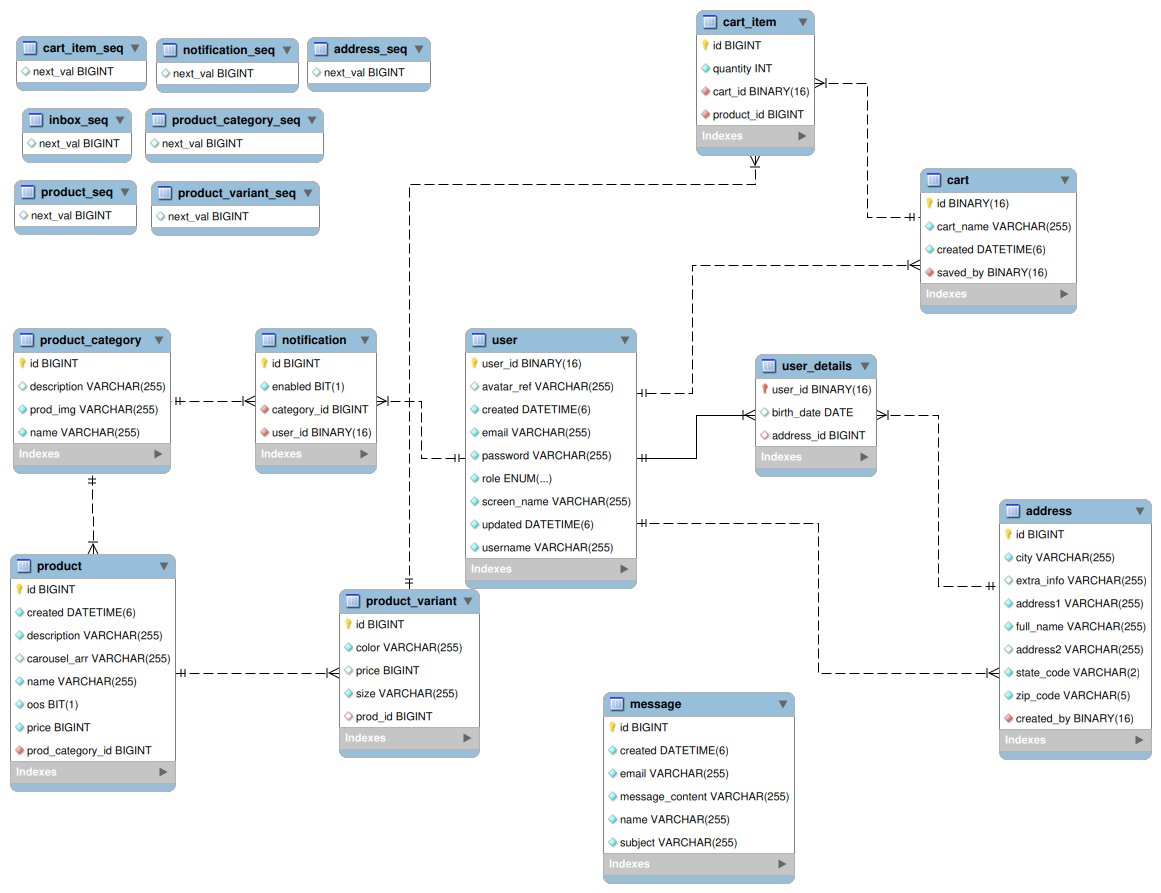 cart_item_seq
next_val BIGINT
notification_seq
next_val BIGINT
address_seq
next_val BIGINT
inbox_seq
next_val BIGINT
product_category_seq
next_val BIGINT
product_seq
next_val BIGINT
product_variant_seq
next_val BIGINT
cart_item
id BIGINT
quantity INT
cart_id BINARY(16)
product_id BIGINT
Indexes
cart
id BINARY(16)
cart_name VARCHAR(255)
created DATETIME(6)
saved_by BINARY(16)
Indexes
product_category
id BIGINT
description VARCHAR(255)
prod_img VARCHAR(255)
name VARCHAR(255)
Indexes
notification
id BIGINT
enabled BIT(1)
category_id BIGINT
user_id BINARY(16)
Indexes
user
user_id BINARY(16)
avatar_ref VARCHAR(255)
created DATETIME(6)
email VARCHAR(255)
password VARCHAR(255)
role ENUM(...)
screen_name VARCHAR(255)
updated DATETIME(6)
username VARCHAR(255)
Indexes
user_details
user_id BINARY(16)
birth_date DATE
address_id BIGINT
Indexes
address
id BIGINT
city VARCHAR(255)
extra_info VARCHAR(255)
address1 VARCHAR(255)
full_name VARCHAR(255)
address2 VARCHAR(255)
state_code VARCHAR(2)
zip_code VARCHAR(5)
created_by BINARY(16)
Indexes
product
id BIGINT
created DATETIME(6)
description VARCHAR(255)
carousel_arr VARCHAR(255)
name VARCHAR(255)
oos BIT(1)
price BIGINT
prod_category_id BIGINT
Indexes
product_variant
id BIGINT
color VARCHAR(255)
price BIGINT
size VARCHAR(255)
prod_id BIGINT
Indexes
message
id BIGINT
created DATETIME(6)
email VARCHAR(255)
message_content VARCHAR(255)
name VARCHAR(255)
subject VARCHAR(255)
Indexes